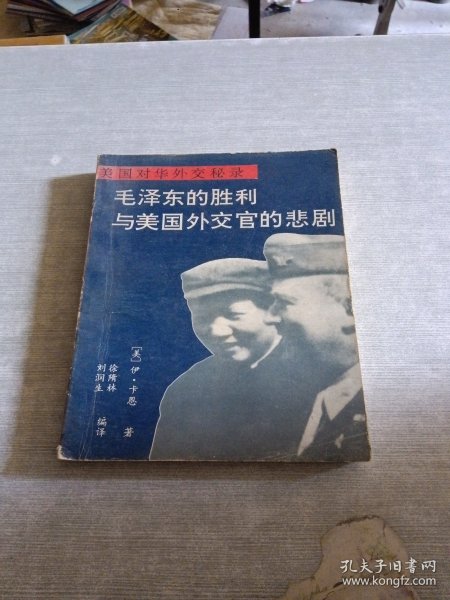 美国对华外交秘录
毛泽东的胜利
与美国外交官的悲剧
[美]伊·卡恩 著
徐隋林
刘润生
编译
孔夫子旧书网
www.kongfz.com